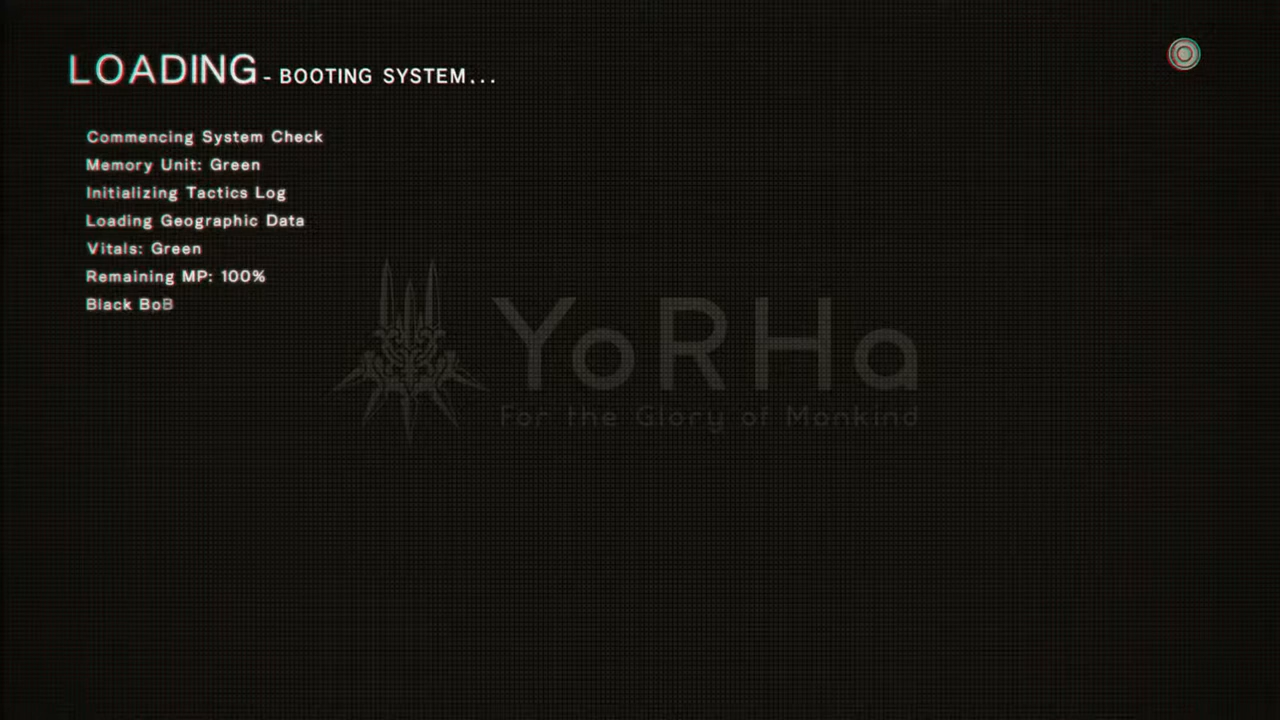 LOADING - BOOTING SYSTEM...
Commencing System Check
Memory Unit: Green
Initializing Tactics Log
Loading Geographic Data
Vitals: Green
Remaining MP: 100%
Black BoB
YoRHa
For the Glory of Mankind